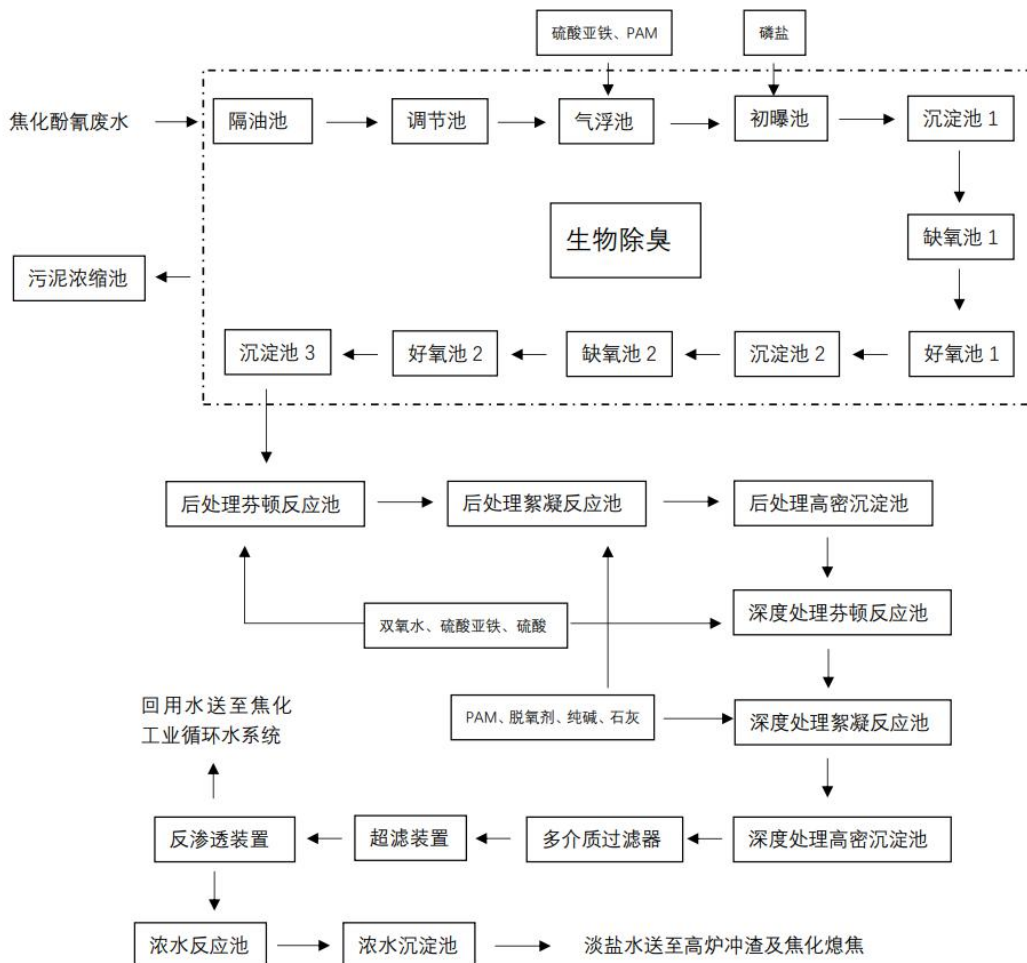 硫酸亚铁、PAM
磷盐
焦化酚氰废水
隔油池
调节池
气浮池
初曝池
沉淀池 1
生物除臭
缺氧池 1
污泥浓缩池
沉淀池 3
好氧池 2
缺氧池 2
沉淀池 2
好氧池 1
后处理芬顿反应池
后处理絮凝反应池
后处理高密沉淀池
双氧水、硫酸亚铁、硫酸
深度处理芬顿反应池
回用水送至焦化
工业循环水系统
PAM、脱氧剂、纯碱、石灰
深度处理絮凝反应池
反渗透装置
超滤装置
多介质过滤器
深度处理高密沉淀池
浓水反应池
浓水沉淀池
淡盐水送至高炉冲渣及焦化熄焦